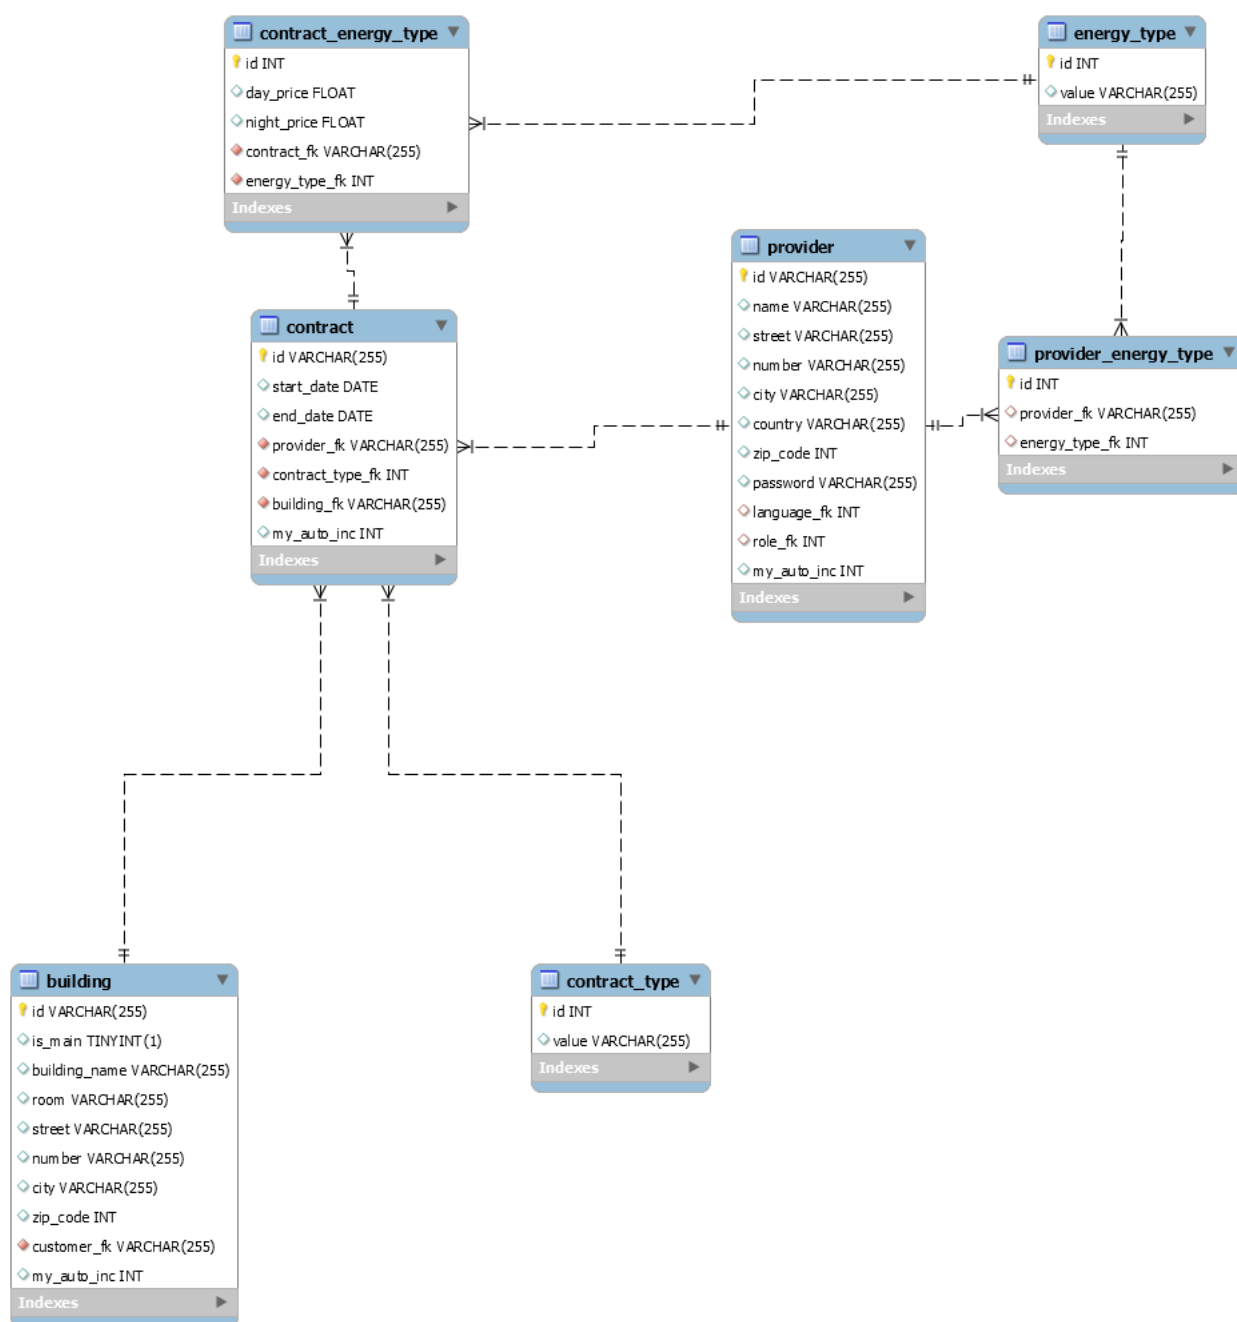 contract_energy_type
id INT
day_price FLOAT
night_price FLOAT
contract_fk VARCHAR(255)
energy_type_fk INT
Indexes
energy_type
id INT
value VARCHAR(255)
Indexes
provider
id VARCHAR(255)
name VARCHAR(255)
street VARCHAR(255)
number VARCHAR(255)
city VARCHAR(255)
country VARCHAR(255)
zip_code INT
password VARCHAR(255)
language_fk INT
role_fk INT
my_auto_inc INT
Indexes
contract
id VARCHAR(255)
start_date DATE
end_date DATE
provider_fk VARCHAR(255)
contract_type_fk INT
building_fk VARCHAR(255)
my_auto_inc INT
Indexes
provider_energy_type
id INT
provider_fk VARCHAR(255)
energy_type_fk INT
Indexes
building
id VARCHAR(255)
is_main TINYINT(1)
building_name VARCHAR(255)
room VARCHAR(255)
street VARCHAR(255)
number VARCHAR(255)
city VARCHAR(255)
zip_code INT
customer_fk VARCHAR(255)
my_auto_inc INT
Indexes
contract_type
id INT
value VARCHAR(255)
Indexes